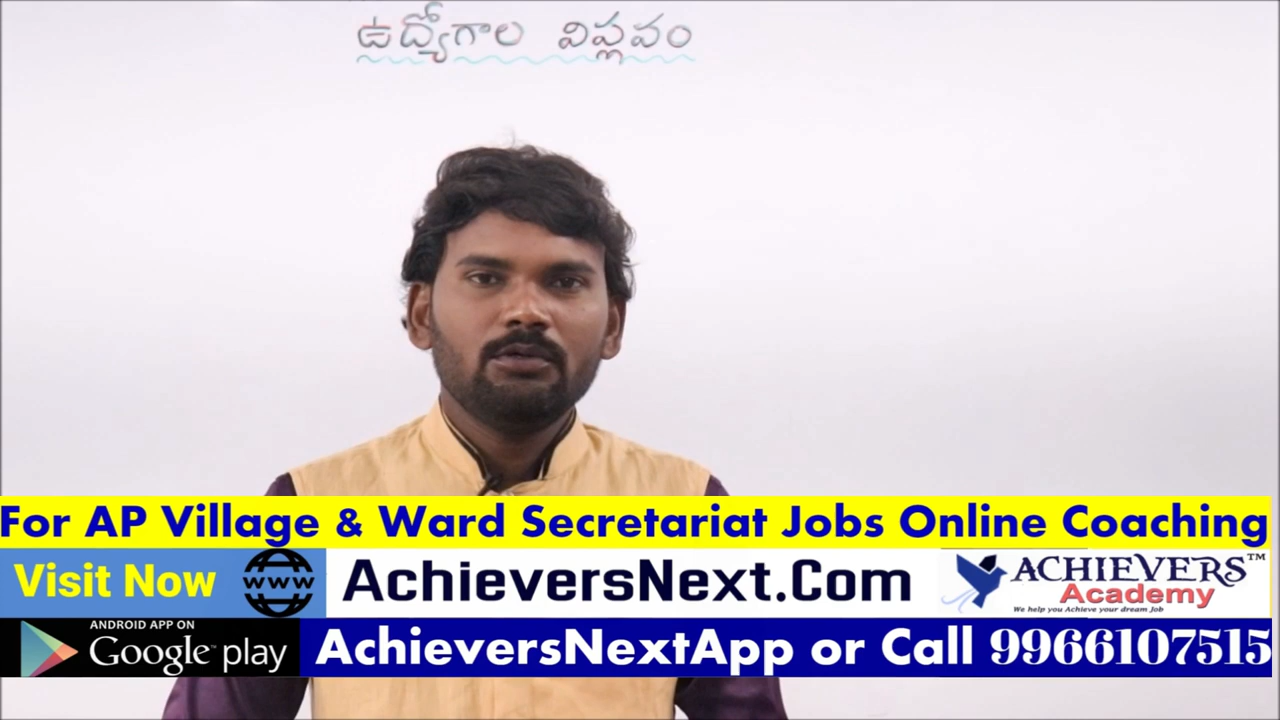 ఉద్యోగాల విప్లవం
For AP Village & Ward Secretariat Jobs Online Coaching
Visit Now WWW AchieversNext.Com ACHIEVERS™ Academy
We help you Achieve your dream Job
ANDROID APP ON
Google play AchieversNextApp or Call 9966107515